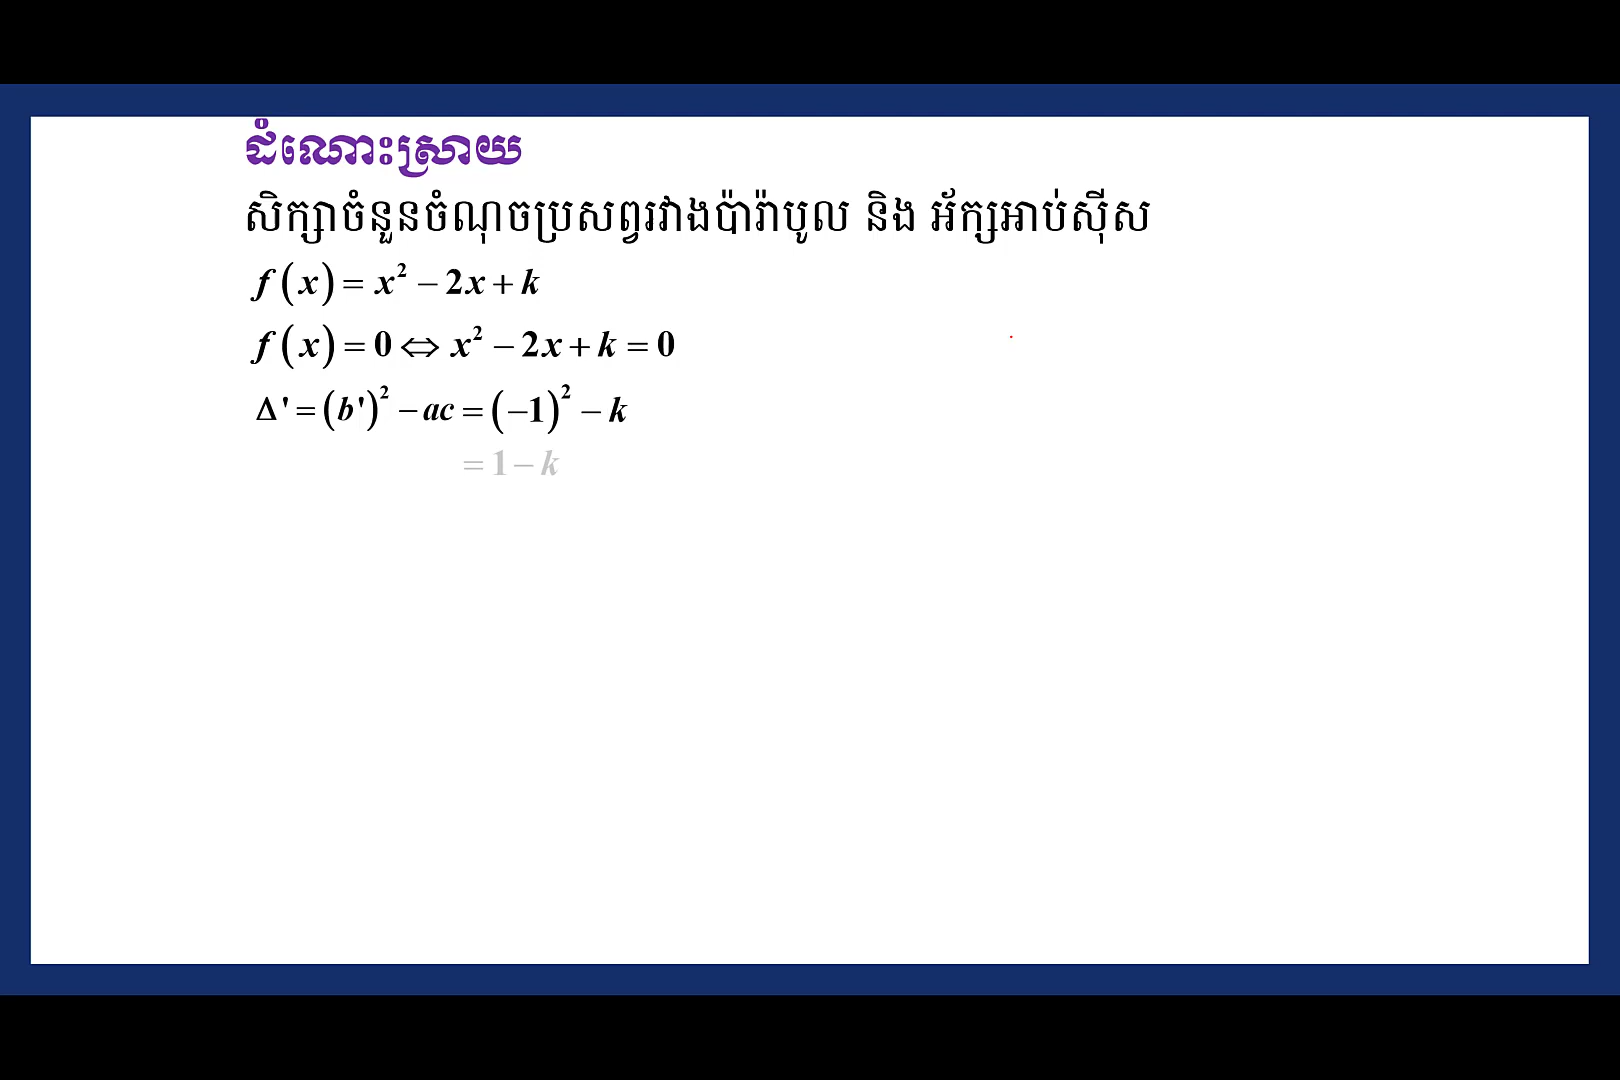 ដំណោះស្រាយ
សិក្សាចំនួនចំណុចប្រសព្វរវាងប៉ារ៉ាបូល និង អ័ក្សអាប់ស៊ីស
f(x) = x² − 2x + k
f(x) = 0 ⇔ x² − 2x + k = 0
Δ' = (b')² − ac = (−1)² − k
= 1 − k